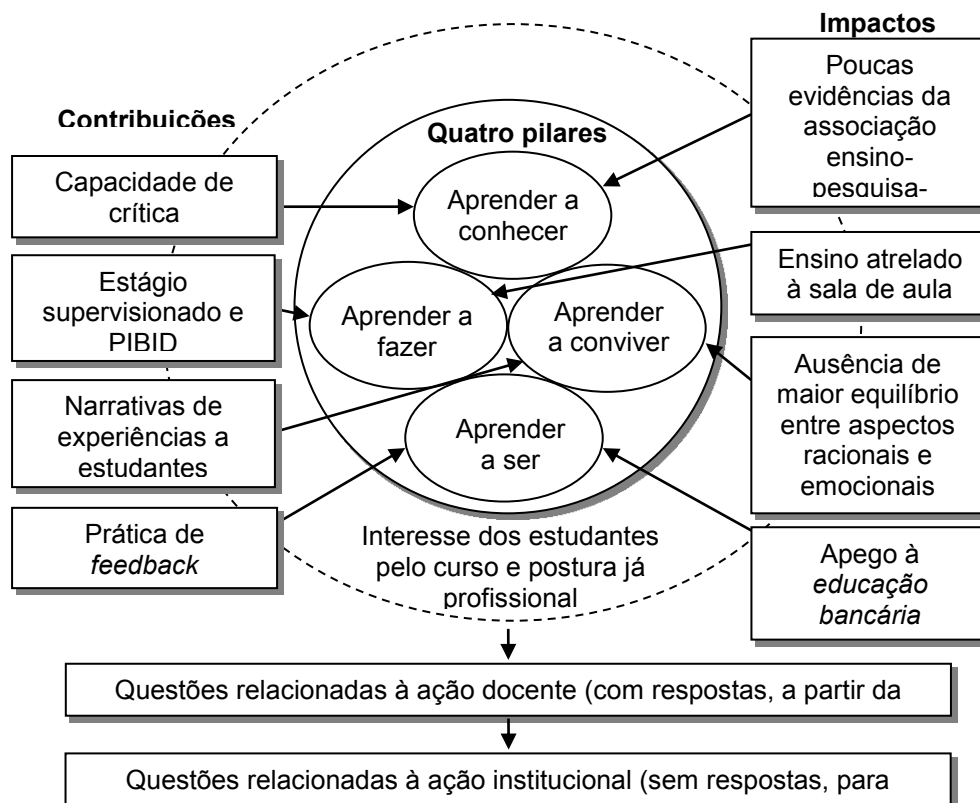 Contribuições
Capacidade de
crítica
Estágio
supervisionado e
PIBID
Narrativas de
experiências a
estudantes
Prática de
feedback
Quatro pilares
Aprender a
conhecer
Aprender a
fazer
Aprender
a conviver
Aprender
a ser
Interesse dos estudantes
pelo curso e postura já
profissional
Impactos
Poucas
evidências da
associação
ensino-
pesquisa-
Ensino atrelado
à sala de aula
Ausência de
maior equilíbrio
entre aspectos
racionais e
emocionais
Apego à
educação
bancária
Questões relacionadas à ação docente (com respostas, a partir da
Questões relacionadas à ação institucional (sem respostas, para